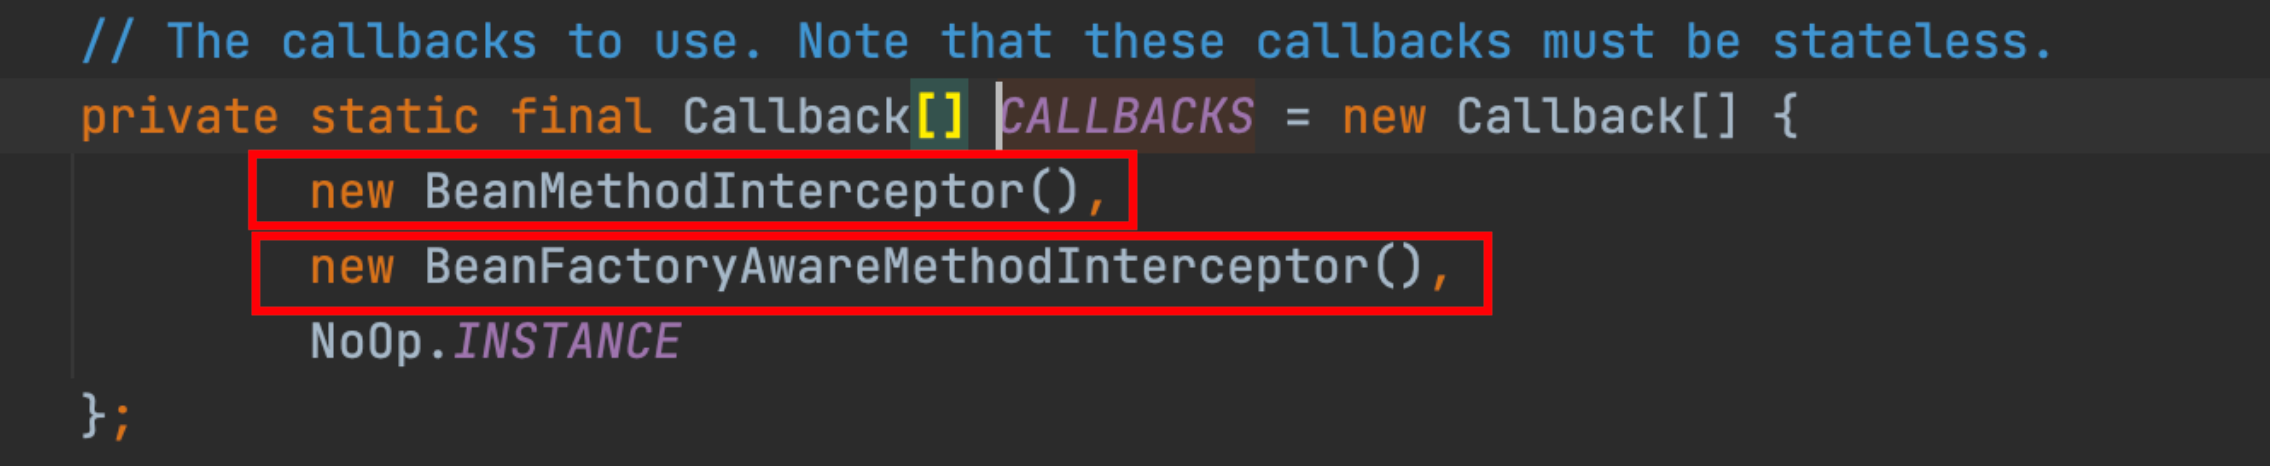 // The callbacks to use. Note that these callbacks must be stateless.
private static final Callback[] CALLBACKS = new Callback[] {
new BeanMethodInterceptor(),
new BeanFactoryAwareMethodInterceptor(),
NoOp.INSTANCE
};